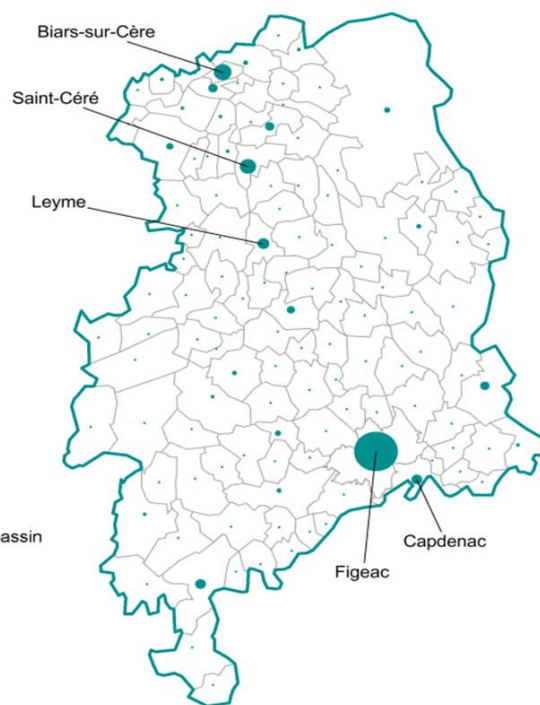 Biars-sur-Cère
Saint-Céré
Leyme
assin
Capdenac
Figeac